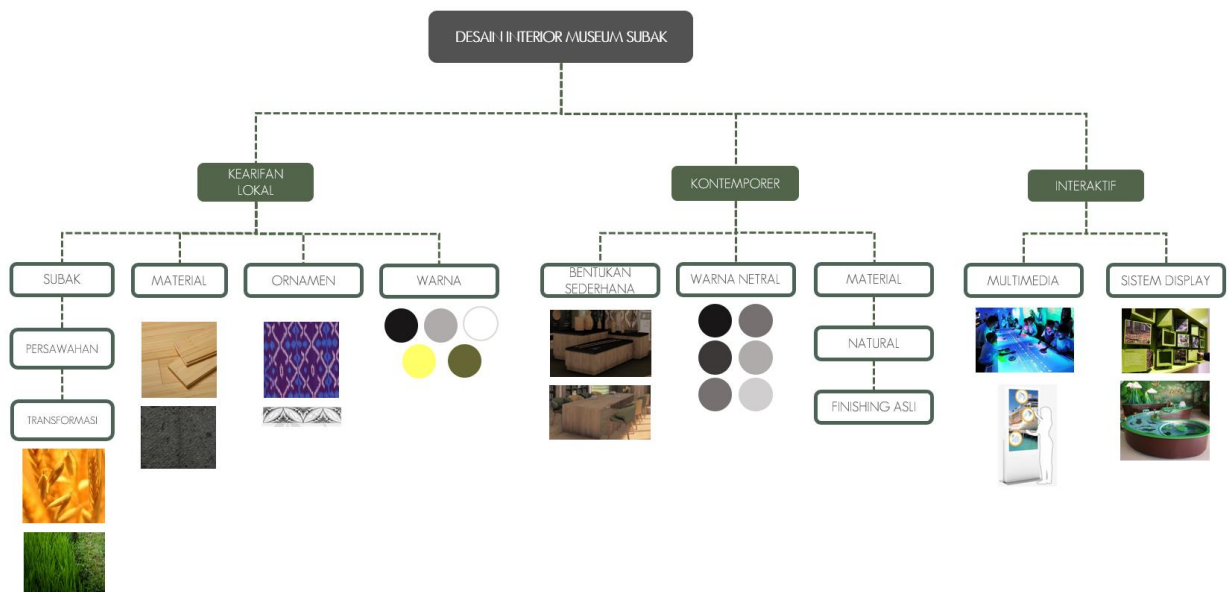 DESAIN INTERIOR MUSEUM SUBAK
KEARIFAN
LOKAL
KONTEMPORER
INTERAKTIF
SUBAK
MATERIAL
ORNAMEN
WARNA
BENTUKAN
SEDERHANA
WARNA NETRAL
MATERIAL
MULTIMEDIA
SISTEM DISPLAY
PERSAWAHAN
NATURAL
TRANSFORMASI
FINISHING ASLI